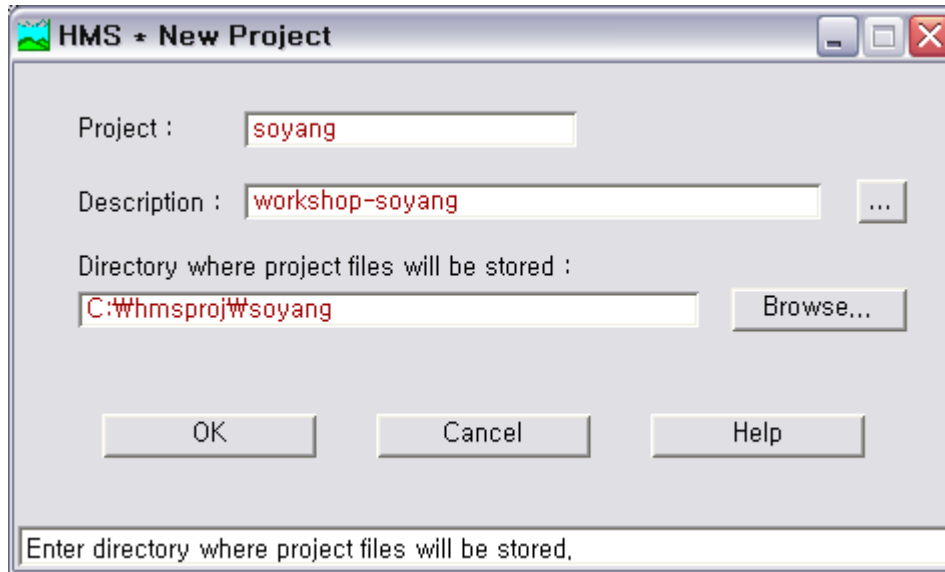 HMS * New Project
Project : soyang
Description : workshop-soyang ...
Directory where project files will be stored :
C:₩hmsproj₩soyang Browse...
OK Cancel Help
Enter directory where project files will be stored.